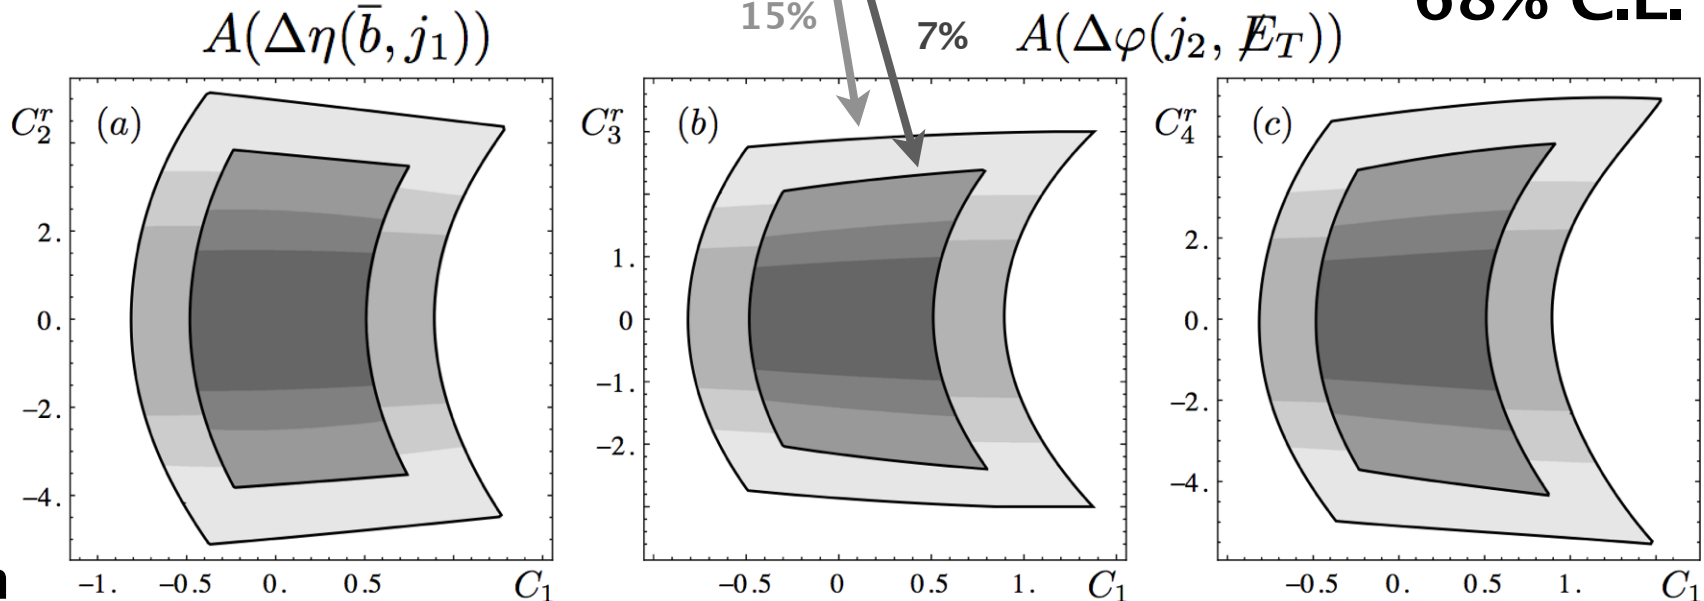 15%
7%
68% C.L.
A(Δη(b̅, j₁))
A(Δφ(j₂, E̸_T))
C₂ʳ
(a)
2.
0.
−2.
−4.
−1.
−0.5
0.
0.5
C₁
C₃ʳ
(b)
3
1.
0
−1.
−2.
−0.5
0
0.5
1.
C₁
C₄ʳ
(c)
2.
0.
−2.
−4.
−0.5
0.
0.5
1.
C₁